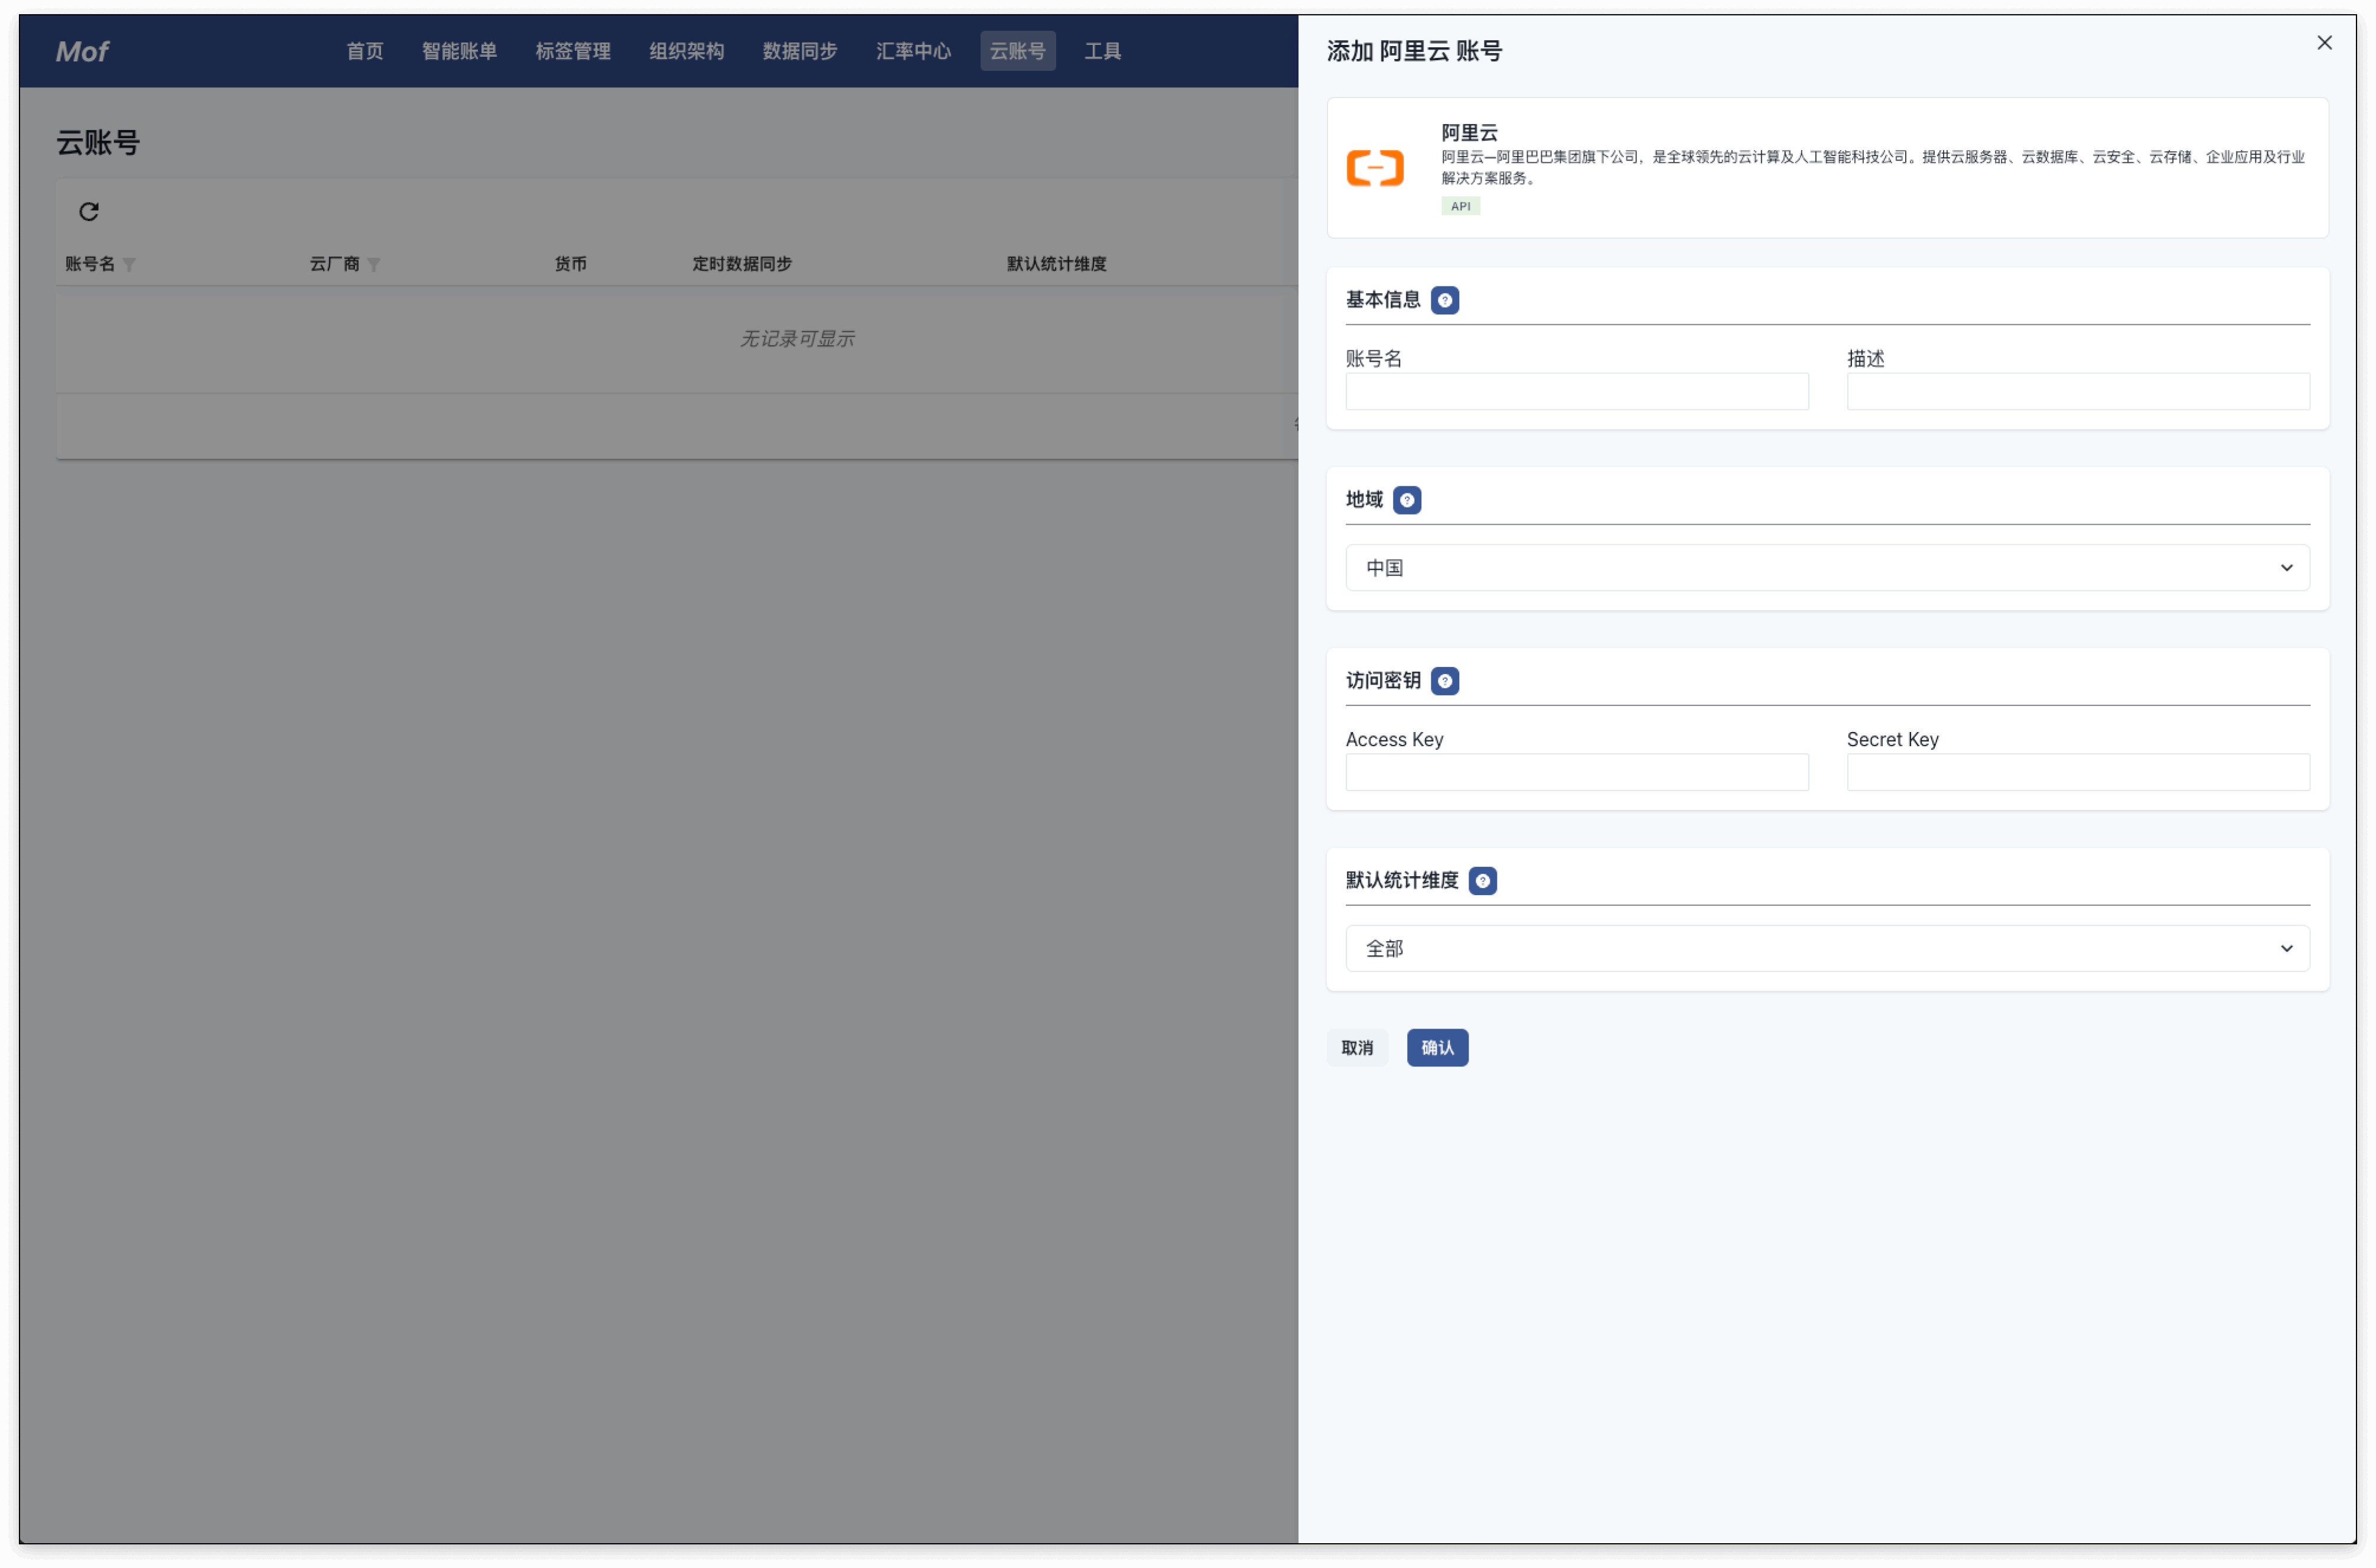 Mof
首页 智能账单 标签管理 组织架构 数据同步 汇率中心 云账号 工具
云账号
账号名 云厂商 货币 定时数据同步 默认统计维度
无记录可显示
添加 阿里云 账号
阿里云
阿里云—阿里巴巴集团旗下公司，是全球领先的云计算及人工智能科技公司。提供云服务器、云数据库、云安全、云存储、企业应用及行业
解决方案服务。
API
基本信息
账号名 描述
地域
中国
访问密钥
Access Key Secret Key
默认统计维度
全部
取消 确认